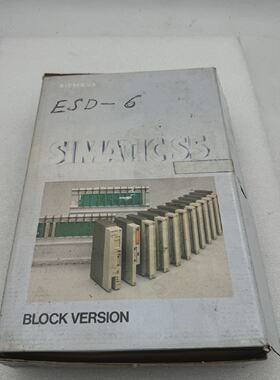 SIEMENS
ESD-6
SIMATIC S5
BLOCK VERSION